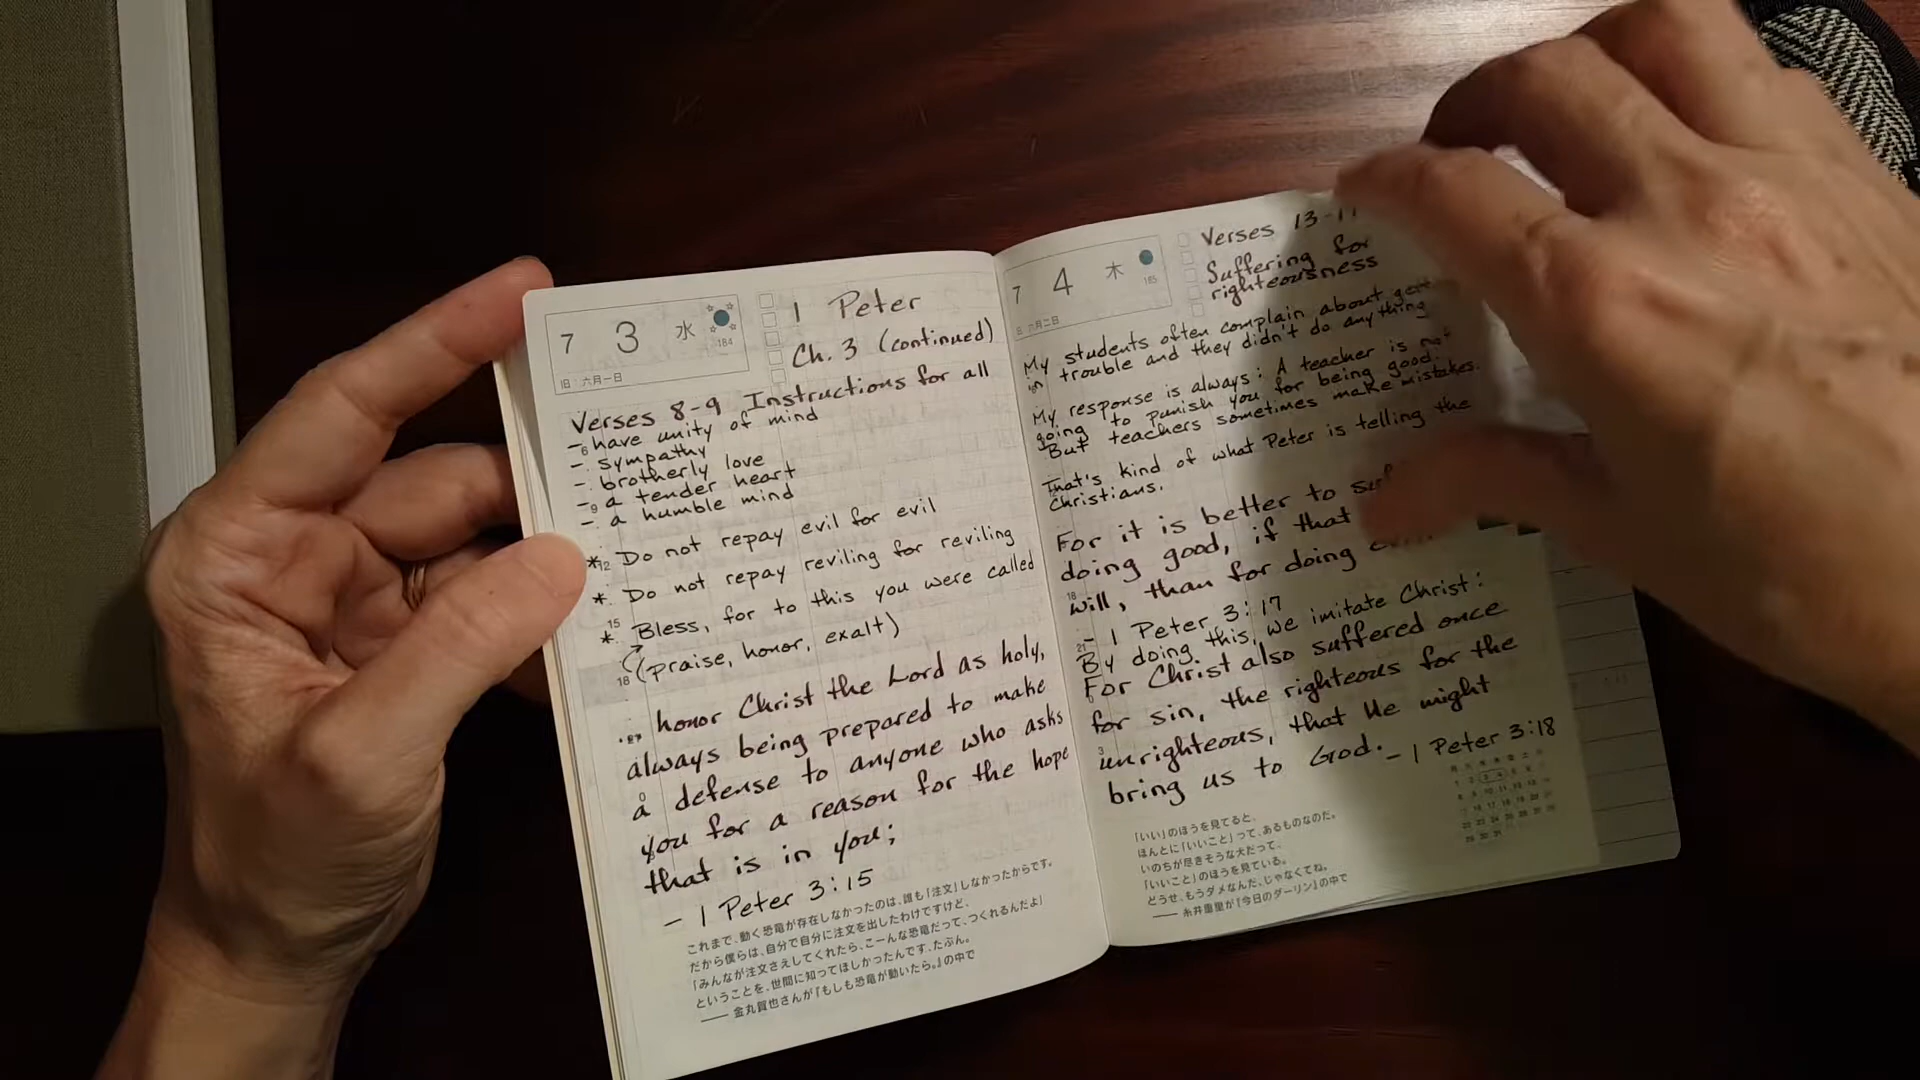 7 3 水
184
旧 六月一日
1 Peter
Ch. 3 (continued)
Verses 8-9 Instructions for all
- have unity of mind
- sympathy
- brotherly love
- a tender heart
- a humble mind
* Do not repay evil for evil
* Do not repay reviling for reviling
* Bless, for to this you were called
(praise, honor, exalt)
honor Christ the Lord as holy,
always being prepared to make
a defense to anyone who asks
you for a reason for the hope
that is in you;
- 1 Peter 3:15
これまで、動く恐竜が存在しなかったのは、誰も「注文」しなかったからです。
だから僕らは、自分で自分に注文を出したわけですけど、
「みんなが注文さえしてくれたら、こーんな恐竜だって、つくれるんだよ」
ということを、世間に知ってほしかったんです、たぶん。
—— 金丸賀也さんが『もしも恐竜が動いたら。』の中で
7 4 木
185
旧 六月二日
Verses 13-
Suffering for
righteousness
My students often complain about
in trouble and they didn't do anything
My response is always: A teacher is not
going to punish you for being good.
But teachers sometimes make mistakes.
That's kind of what Peter is telling the
Christians.
For it is better to
doing good, if that
will, than for doing
- 1 Peter 3:17
By doing this, we imitate Christ:
For Christ also suffered once
for sin, the righteous for the
unrighteous, that He might
bring us to God. - 1 Peter 3:18
「いい」のほうを見てると、
ほんとに「いいこと」って、あるものなのだ。
いのちが尽きそうな犬だって、
「いいこと」のほうを見ている。
どうせ、もうダメなんだ、じゃなくてね。
—— 糸井重里が『今日のダーリン』の中で